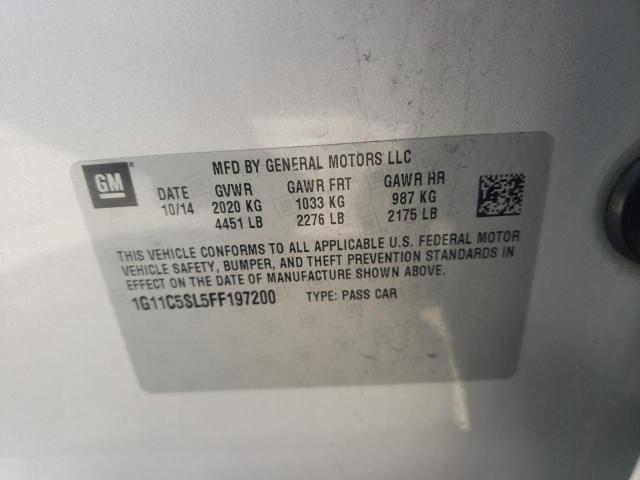 GM
MFD BY GENERAL MOTORS LLC
DATE GVWR GAWR FRT GAWR HR
10/14 2020 KG 1033 KG 987 KG
4451 LB 2276 LB 2175 LB
THIS VEHICLE CONFORMS TO ALL APPLICABLE U.S. FEDERAL MOTOR
VEHICLE SAFETY, BUMPER, AND THEFT PREVENTION STANDARDS IN
EFFECT ON THE DATE OF MANUFACTURE SHOWN ABOVE.
1G11C5SL5FF197200 TYPE: PASS CAR